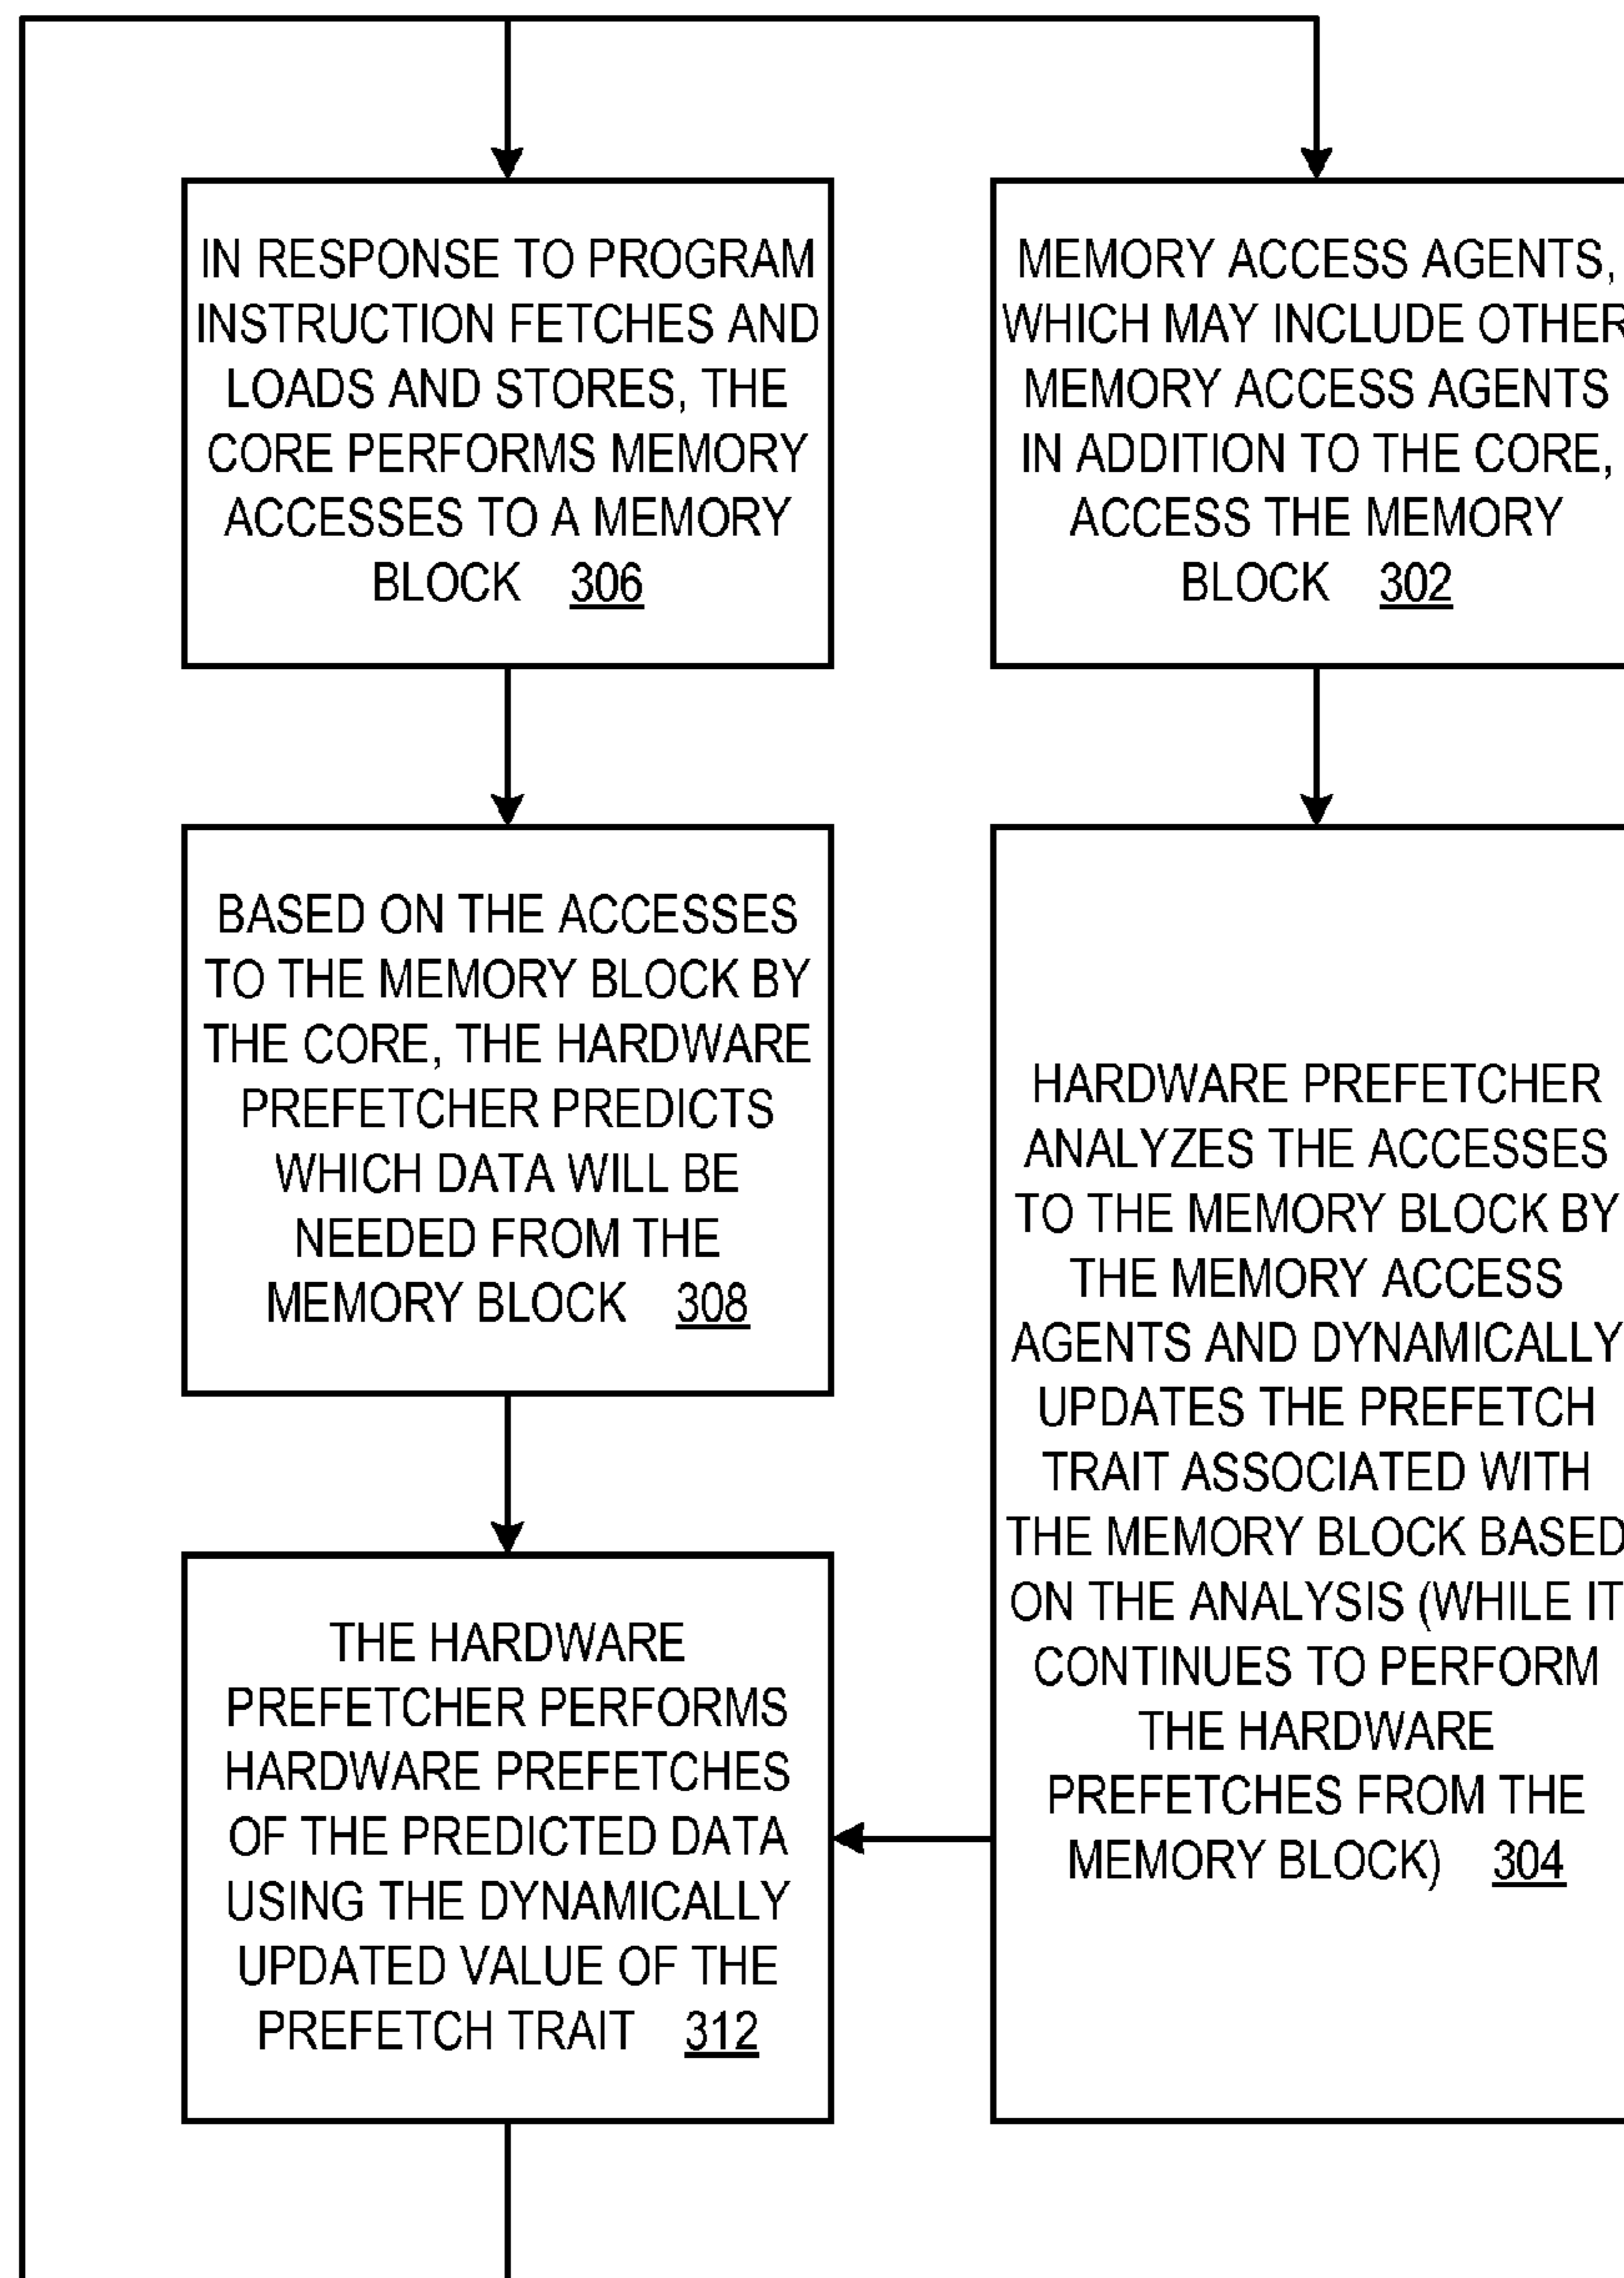 IN RESPONSE TO PROGRAM
INSTRUCTION FETCHES AND
LOADS AND STORES, THE
CORE PERFORMS MEMORY
ACCESSES TO A MEMORY
BLOCK 306
MEMORY ACCESS AGENTS,
WHICH MAY INCLUDE OTHER
MEMORY ACCESS AGENTS
IN ADDITION TO THE CORE,
ACCESS THE MEMORY
BLOCK 302
BASED ON THE ACCESSES
TO THE MEMORY BLOCK BY
THE CORE, THE HARDWARE
PREFETCHER PREDICTS
WHICH DATA WILL BE
NEEDED FROM THE
MEMORY BLOCK 308
HARDWARE PREFETCHER
ANALYZES THE ACCESSES
TO THE MEMORY BLOCK BY
THE MEMORY ACCESS
AGENTS AND DYNAMICALLY
UPDATES THE PREFETCH
TRAIT ASSOCIATED WITH
THE MEMORY BLOCK BASED
ON THE ANALYSIS (WHILE IT
CONTINUES TO PERFORM
THE HARDWARE
PREFETCHES FROM THE
MEMORY BLOCK) 304
THE HARDWARE
PREFETCHER PERFORMS
HARDWARE PREFETCHES
OF THE PREDICTED DATA
USING THE DYNAMICALLY
UPDATED VALUE OF THE
PREFETCH TRAIT 312